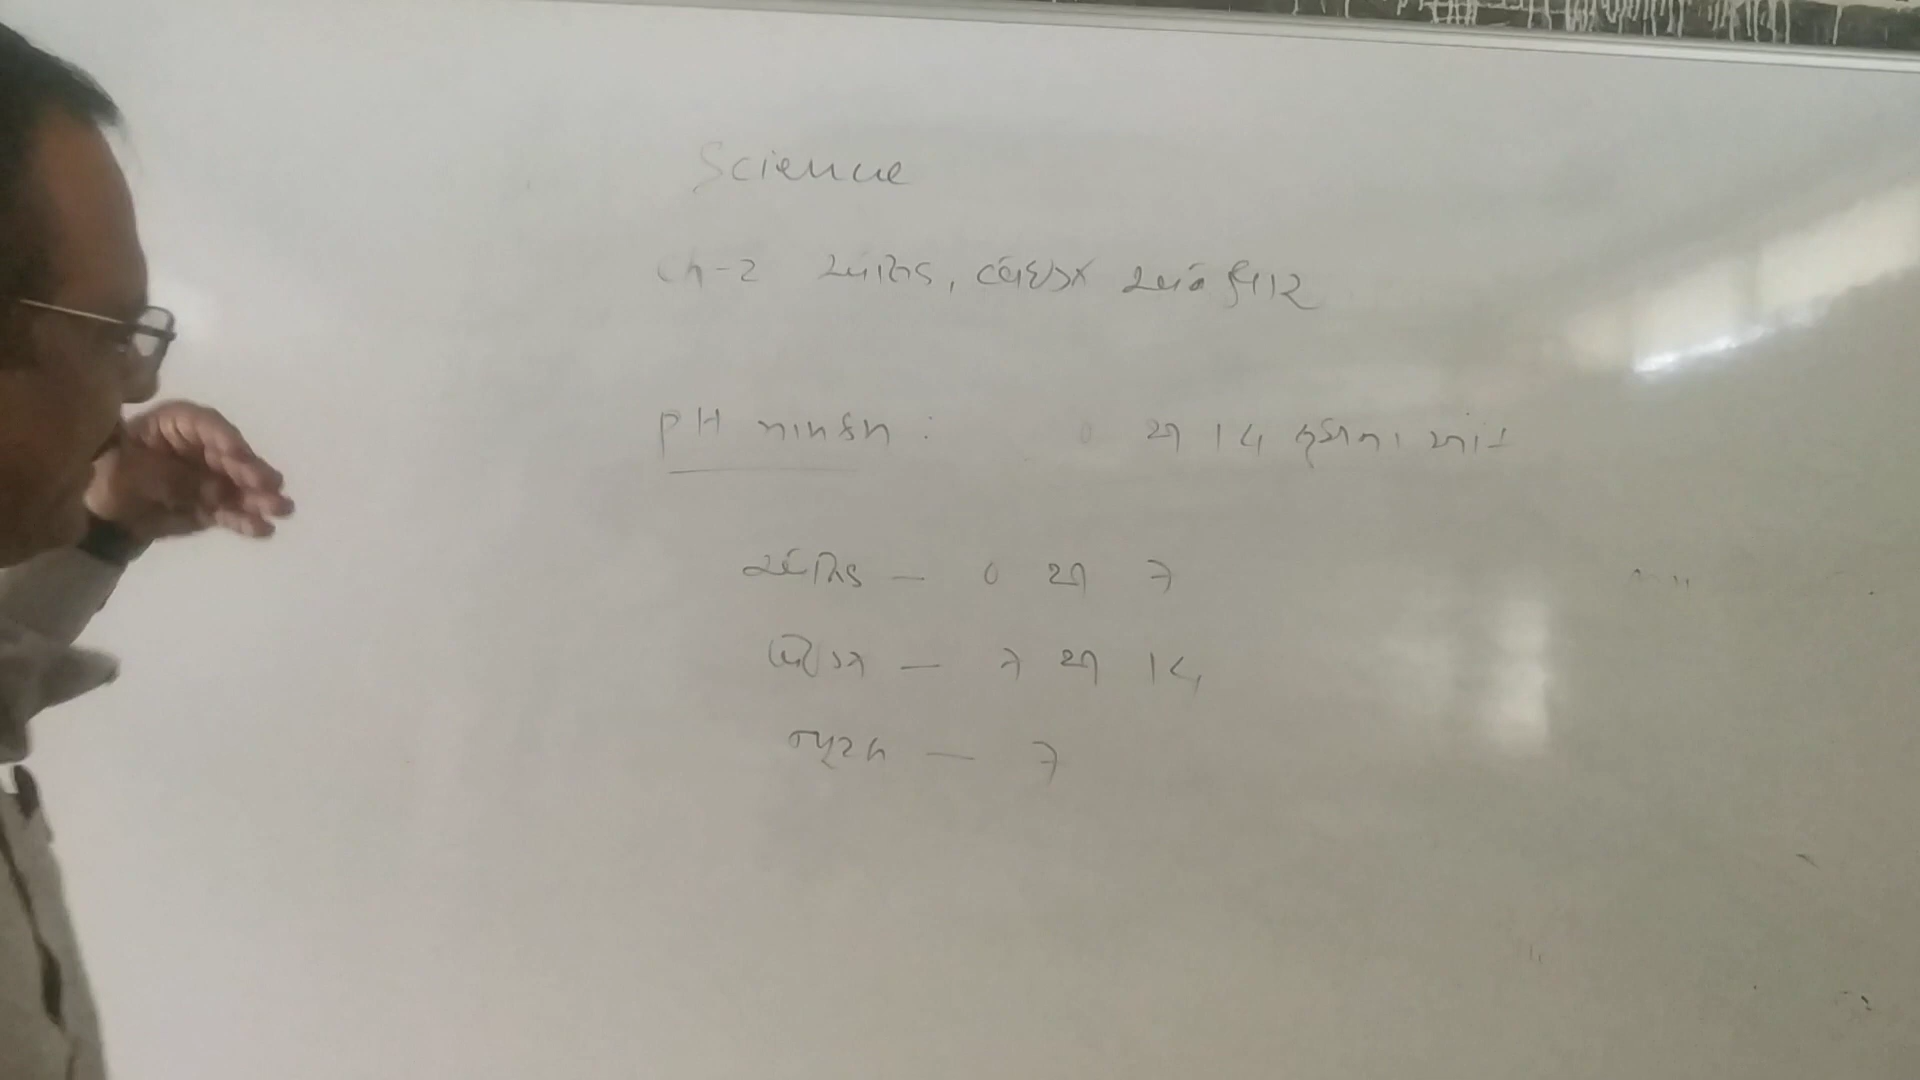 Science
Ch-2 એસિડ, બેઇઝ અને ક્ષાર
PH માપક્રમ : 0 થી 14
એસિડ - 0 થી 7
બેઇઝ - 7 થી 14
તટસ્થ - 7